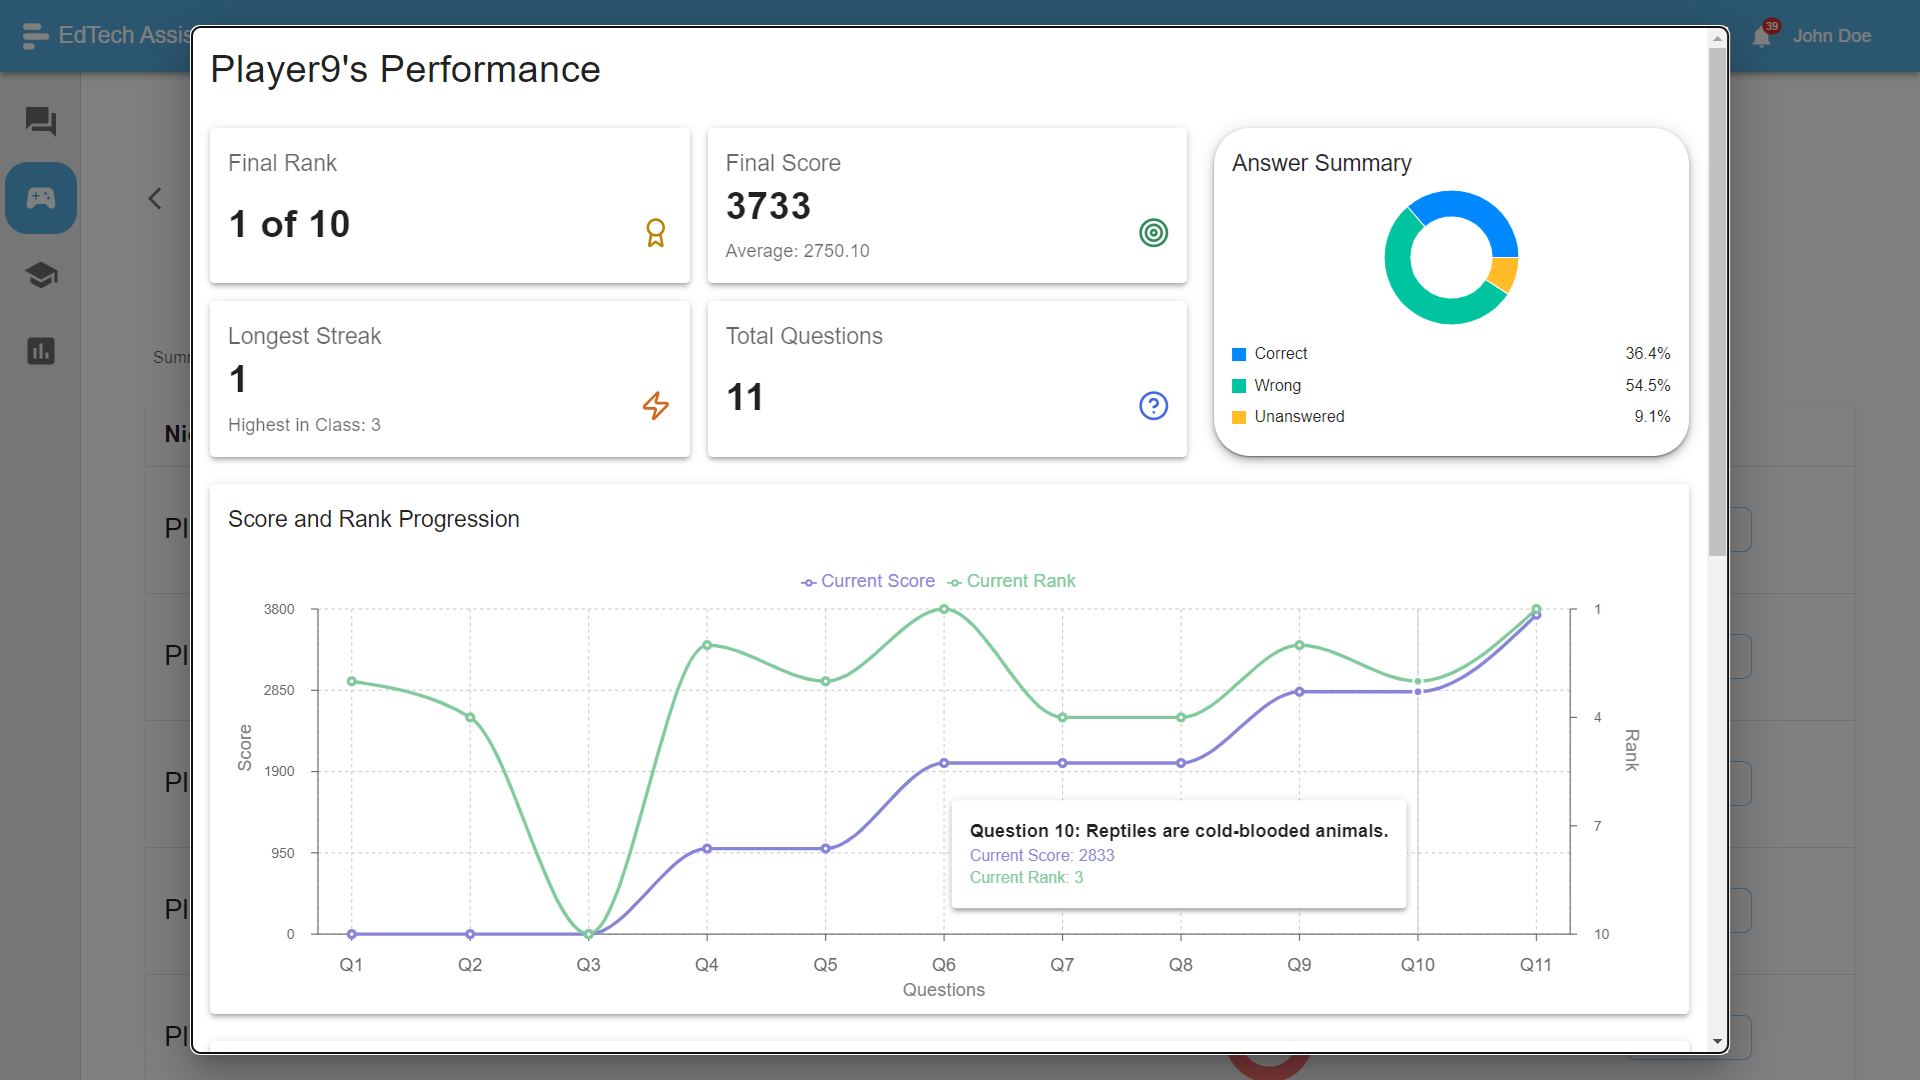 EdTech Assis
39
John Doe
Player9's Performance
Final Rank
1 of 10
Final Score
3733
Average: 2750.10
Longest Streak
1
Highest in Class: 3
Total Questions
11
Answer Summary
Correct 36.4%
Wrong 54.5%
Unanswered 9.1%
Summ
Ni
Pl
Pl
Pl
Pl
Pl
Score and Rank Progression
Current Score Current Rank
3800
2850
1900
950
0
Score
1
4
7
10
Rank
Question 10: Reptiles are cold-blooded animals.
Current Score: 2833
Current Rank: 3
Q1 Q2 Q3 Q4 Q5 Q6 Q7 Q8 Q9 Q10 Q11
Questions